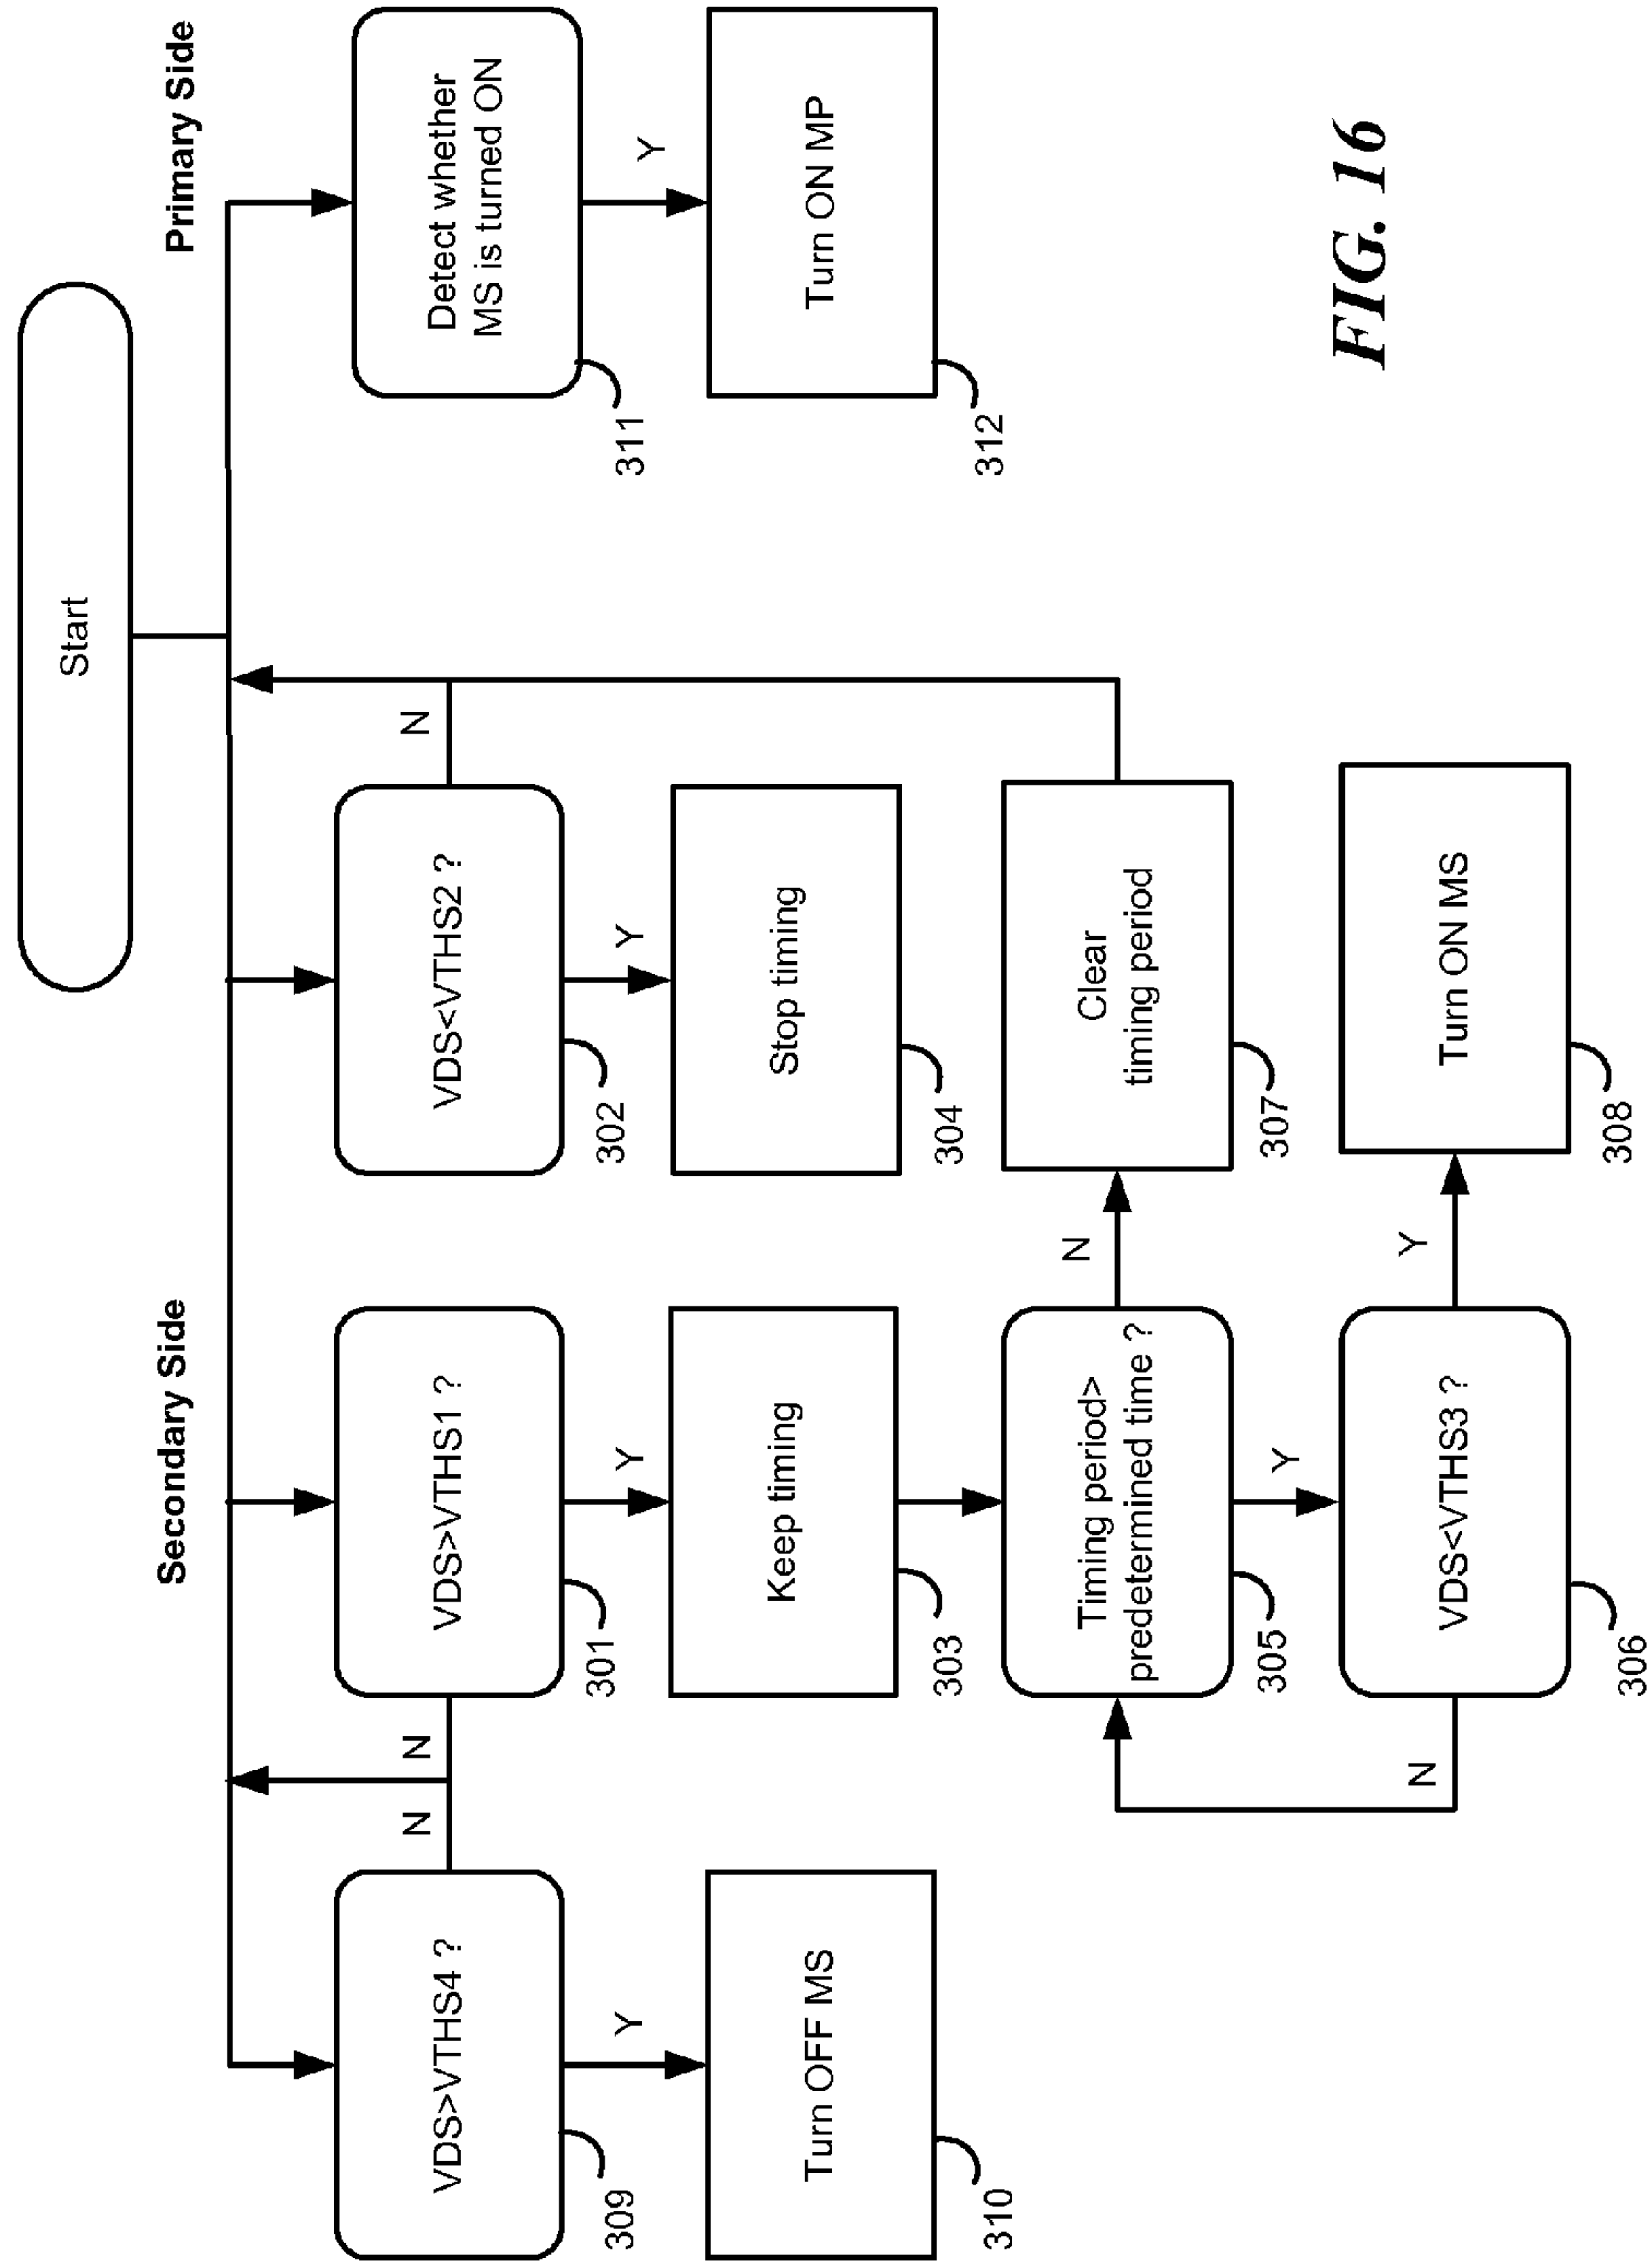 Start
Secondary Side
Primary Side
VDS>VTHS4 ?
309
N
N
Y
Turn OFF MS
310
VDS>VTHS1 ?
301
Y
Keep timing
303
Timing period>
predetermined time ?
305
N
Y
VDS<VTHS3 ?
306
N
Y
VDS<VTHS2 ?
302
N
Y
Stop timing
304
Clear
timing period
307
Turn ON MS
308
Detect whether
MS is turned ON
311
Y
Turn ON MP
312
FIG. 16